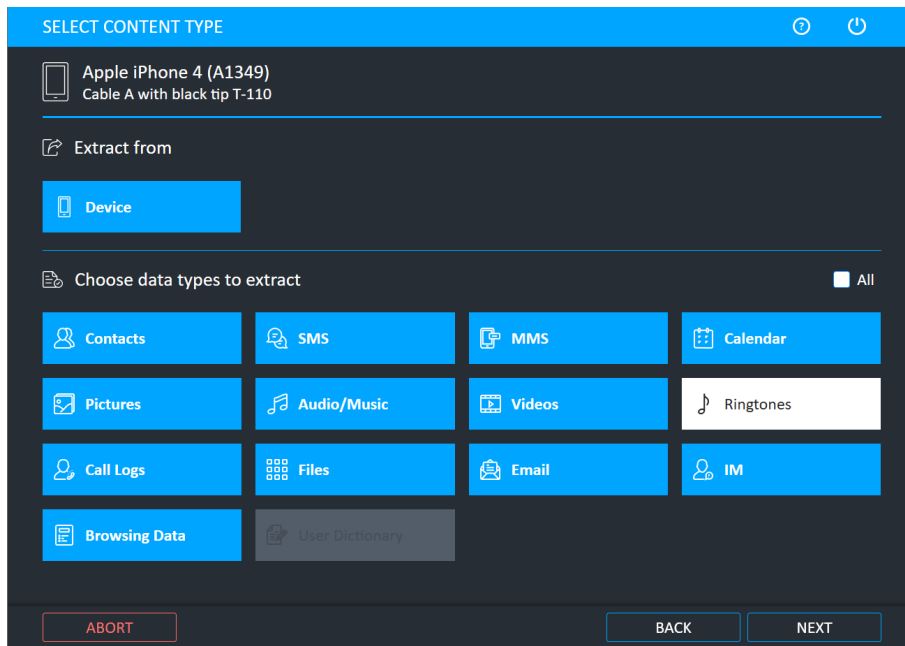 SELECT CONTENT TYPE
Apple iPhone 4 (A1349)
Cable A with black tip T-110
Extract from
Device
Choose data types to extract
All
Contacts
SMS
MMS
Calendar
Pictures
Audio/Music
Videos
Ringtones
Call Logs
Files
Email
IM
Browsing Data
User Dictionary
ABORT
BACK
NEXT